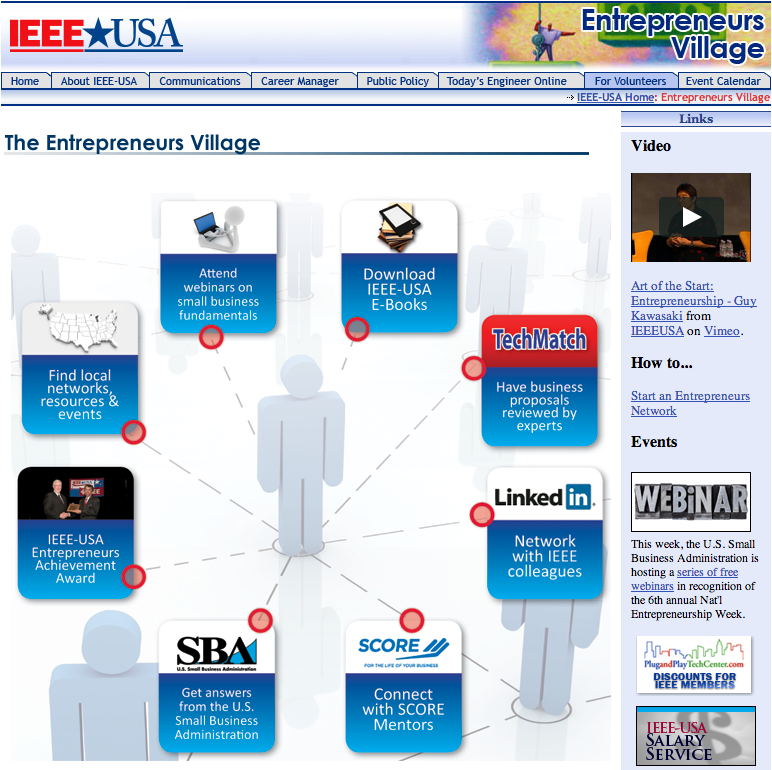 IEEE USA
Entrepreneurs
Village
Home
About IEEE-USA
Communications
Career Manager
Public Policy
Today's Engineer Online
For Volunteers
Event Calendar
IEEE-USA Home: Entrepreneurs Village
The Entrepreneurs Village
Attend
webinars on
small business
fundamentals
Download
IEEE-USA
E-Books
Find local
networks,
resources &
events
TechMatch
Have business
proposals
reviewed by
experts
IEEE-USA
Entrepreneurs
Achievement
Award
Linked in
Network
with IEEE
colleagues
SBA
U.S. Small Business Administration
Get answers
from the U.S.
Small Business
Administration
SCORE
FOR THE LIFE OF YOUR BUSINESS
Connect
with SCORE
Mentors
Links
Video
Art of the Start:
Entrepreneurship - Guy
Kawasaki from
IEEEUSA on Vimeo.
How to...
Start an Entrepreneurs
Network
Events
WEBINAR
This week, the U.S. Small
Business Administration is
hosting a series of free
webinars in recognition of
the 6th annual Nat'l
Entrepreneurship Week.
PlugandPlayTechCenter.com
DISCOUNTS FOR
IEEE MEMBERS
IEEE-USA
SALARY
SERVICE